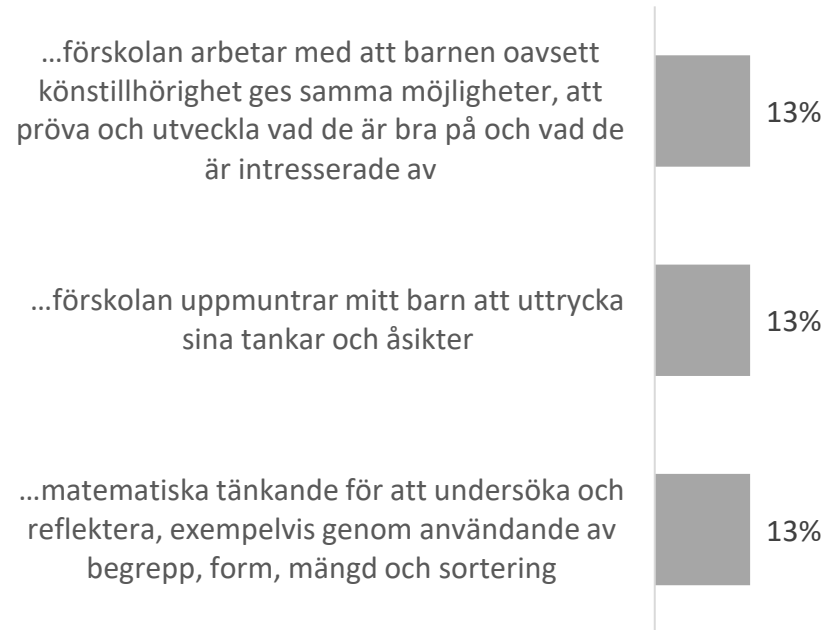 …förskolan arbetar med att barnen oavsett
könstillhörighet ges samma möjligheter, att
pröva och utveckla vad de är bra på och vad de
är intresserade av
13%
…förskolan uppmuntrar mitt barn att uttrycka
sina tankar och åsikter
13%
…matematiska tänkande för att undersöka och
reflektera, exempelvis genom användande av
begrepp, form, mängd och sortering
13%